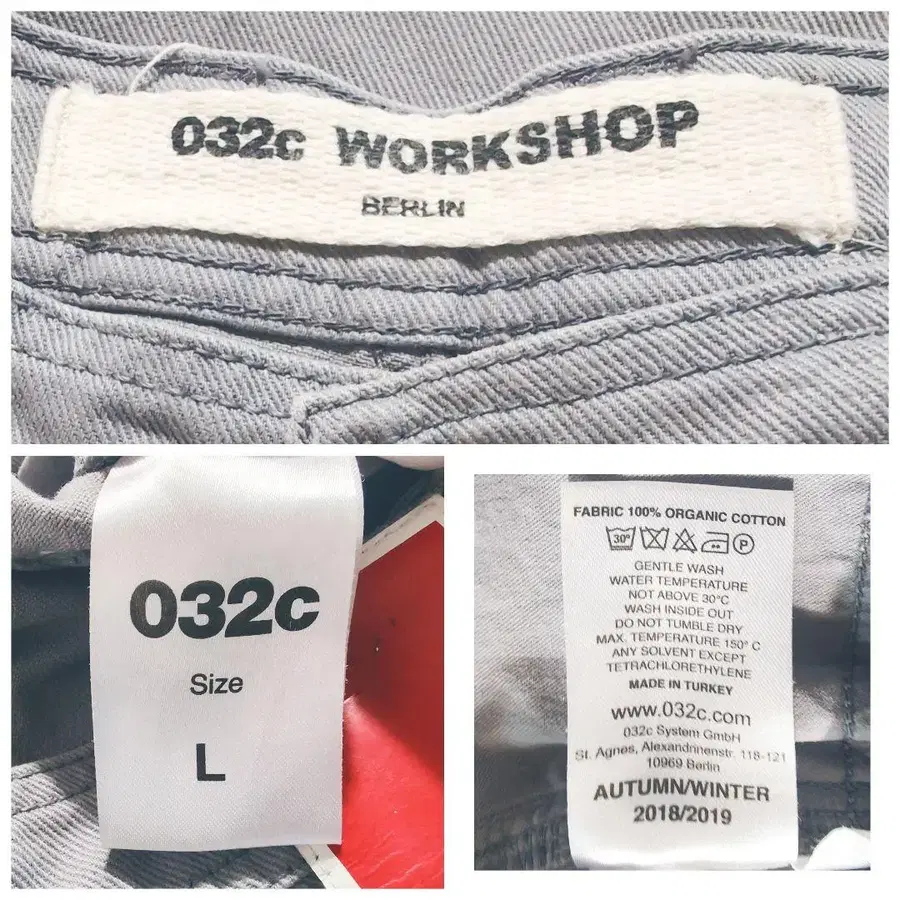 032c WORKSHOP
BERLIN
032c
Size
L
FABRIC 100% ORGANIC COTTON
30°
P
GENTLE WASH
WATER TEMPERATURE
NOT ABOVE 30°C
WASH INSIDE OUT
DO NOT TUMBLE DRY
MAX. TEMPERATURE 150° C
ANY SOLVENT EXCEPT
TETRACHLORETHYLENE
MADE IN TURKEY
www.032c.com
032c System GmbH
St. Agnes, Alexandrinenstr. 118-121
10969 Berlin
AUTUMN/WINTER
2018/2019